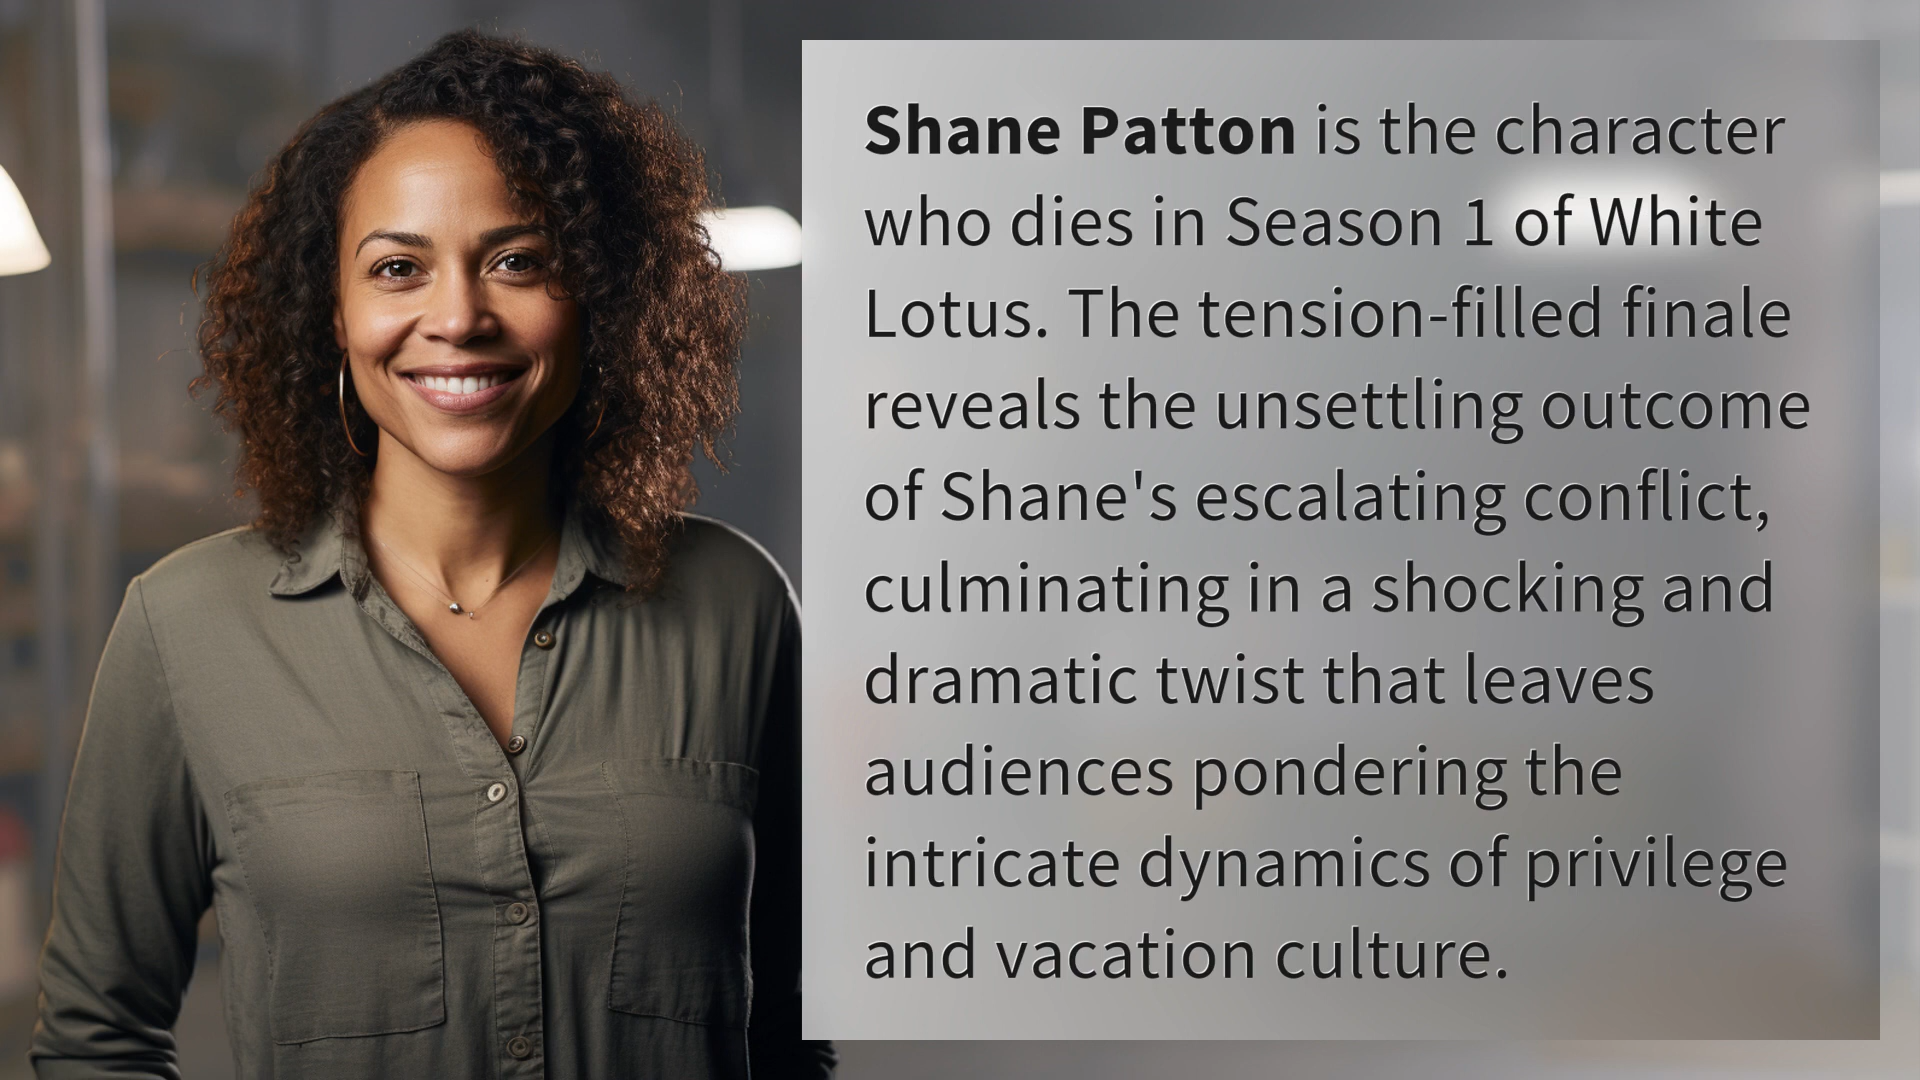 Shane Patton is the character
who dies in Season 1 of White
Lotus. The tension-filled finale
reveals the unsettling outcome
of Shane's escalating conflict,
culminating in a shocking and
dramatic twist that leaves
audiences pondering the
intricate dynamics of privilege
and vacation culture.